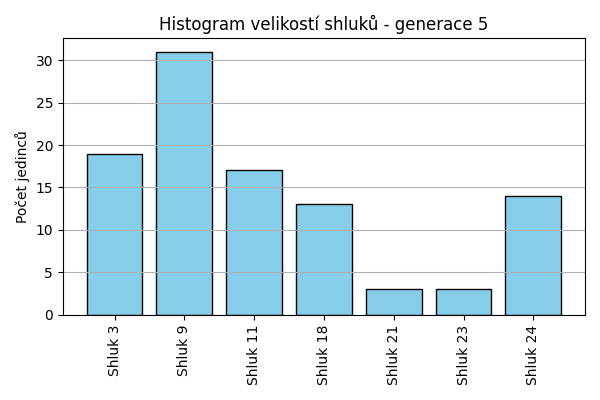 Histogram velikostí shluků - generace 5
Počet jedinců
30
25
20
15
10
5
0
Shluk 3
Shluk 9
Shluk 11
Shluk 18
Shluk 21
Shluk 23
Shluk 24